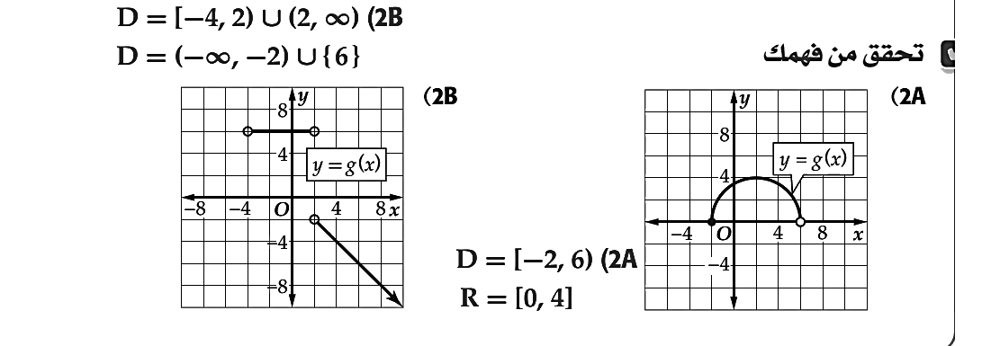 D = [−4, 2) ∪ (2, ∞) (2B
D = (−∞, −2) ∪ {6}
تحقق من فهمك
(2A
y
8
4
y = g(x)
−4
O
4
8
x
−4
(2B
y
8
4
y = g(x)
−8
−4
O
4
8
x
−4
−8
D = [−2, 6) (2A
R = [0, 4]